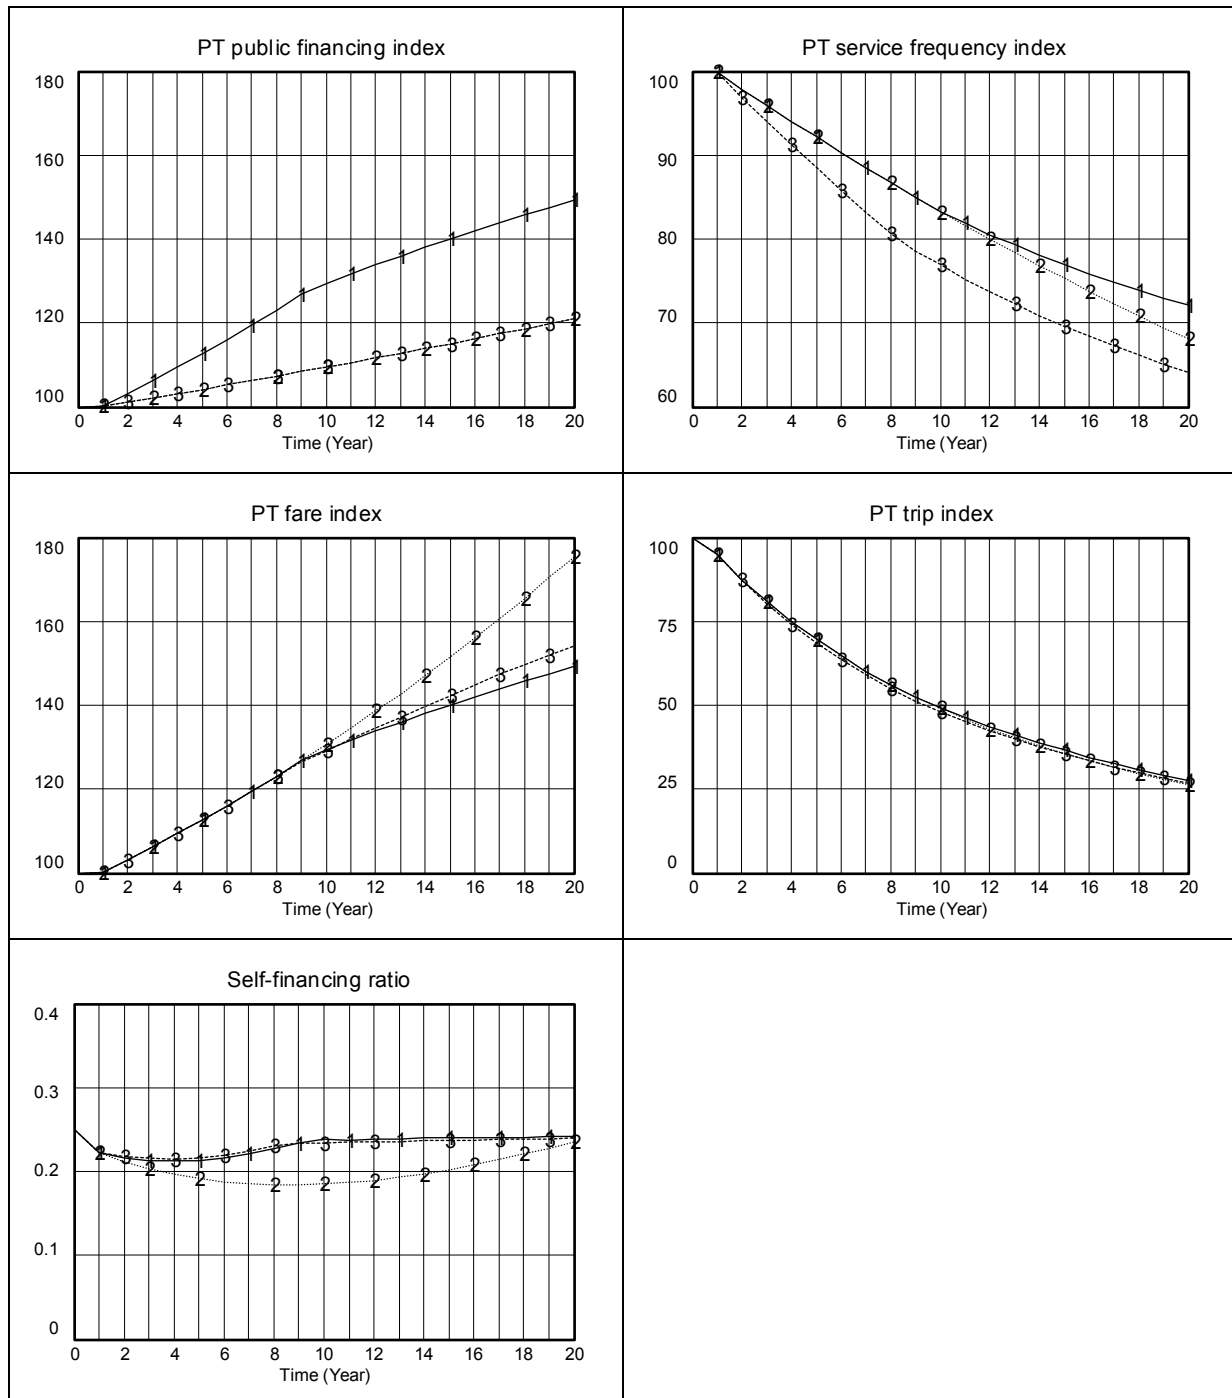 PT public financing index
180
160
140
120
100
0 2 4 6 8 10 12 14 16 18 20
Time (Year)
PT service frequency index
100
90
80
70
60
0 2 4 6 8 10 12 14 16 18 20
Time (Year)
PT fare index
180
160
140
120
100
0 2 4 6 8 10 12 14 16 18 20
Time (Year)
PT trip index
100
75
50
25
0
0 2 4 6 8 10 12 14 16 18 20
Time (Year)
Self-financing ratio
0.4
0.3
0.2
0.1
0
0 2 4 6 8 10 12 14 16 18 20
Time (Year)